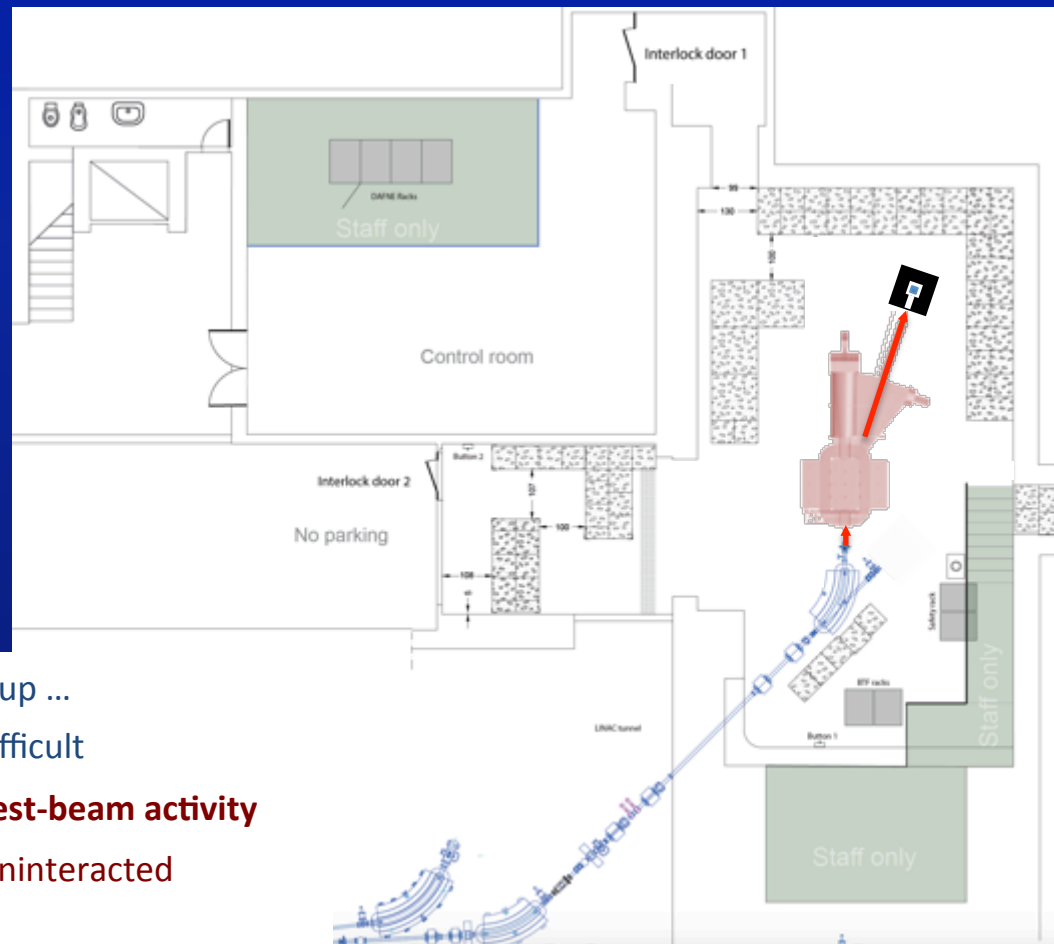 Interlock door 1
DAFNE Racks
Staff only
99
130
100
Control room
Button 2
Interlock door 2
107
No parking
100
108
Safety rack
up ...
BTF racks
Staff only
LINAC tunnel
Button 1
fficult
est-beam activity
Staff only
ninteracted